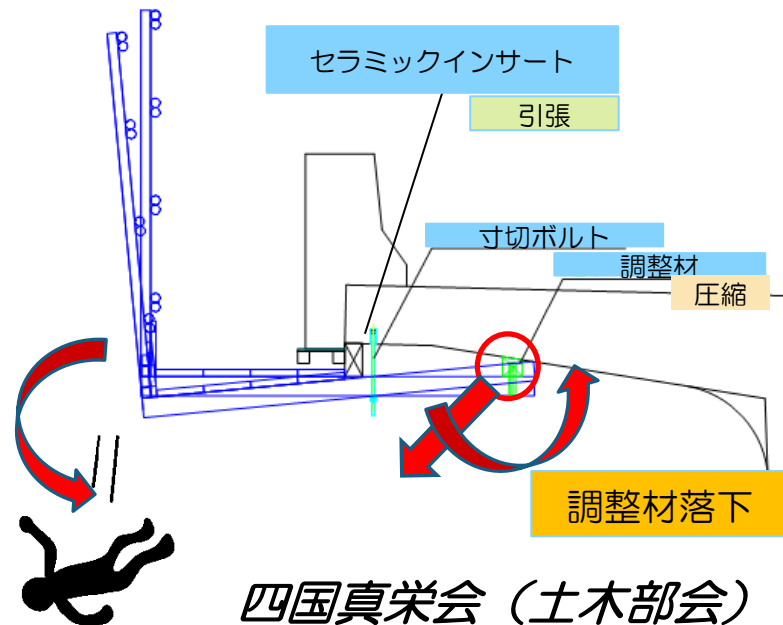 セラミックインサート
引張
寸切ボルト
調整材
圧縮
調整材落下
四国真栄会（土木部会）